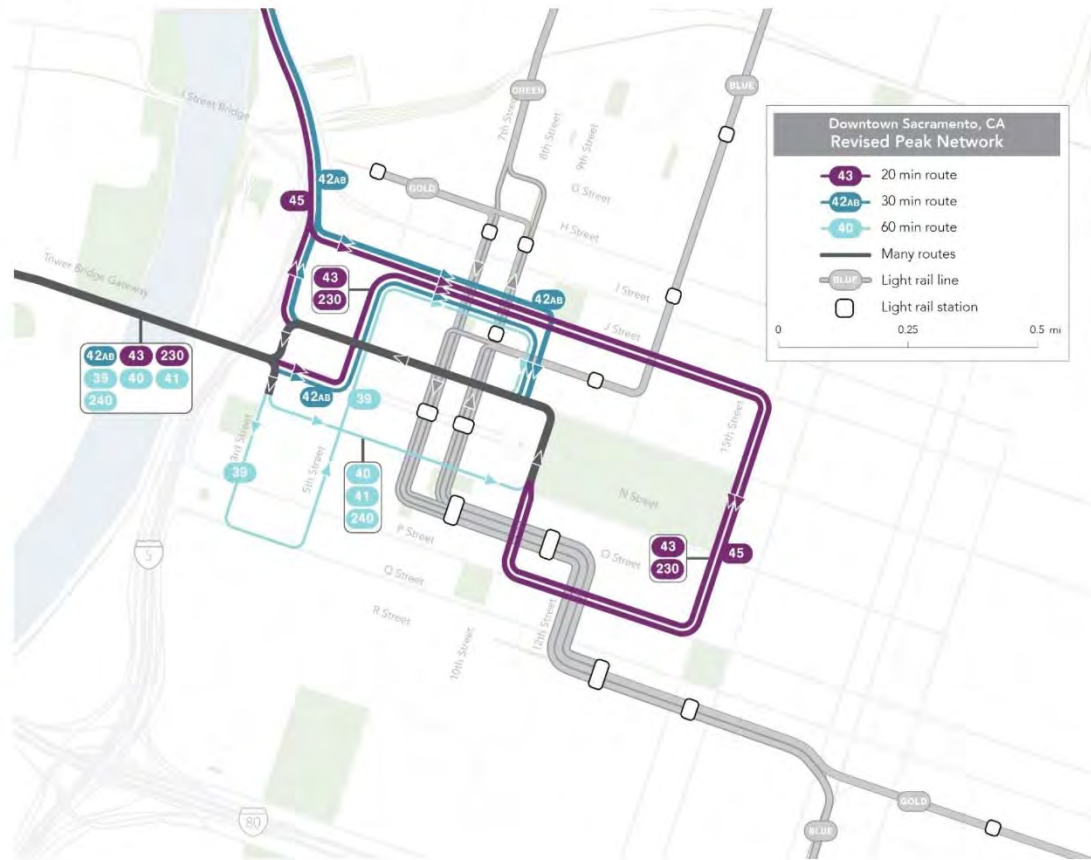 Downtown Sacramento, CA
Revised Peak Network
43 20 min route
42AB 30 min route
40 60 min route
Many routes
BLUE Light rail line
Light rail station
0 0.25 0.5 mi
GREEN
BLUE
I Street Bridge
7th Street
8th Street
9th Street
G Street
42AB
GOLD
45
H Street
Tower Bridge Gateway
43
230
42AB
I Street
J Street
42AB 43 230
39 40 41
240
42AB
39
15th Street
3rd Street
39
5th Street
40
41
240
N Street
P Street
O Street
43
230
45
5
Q Street
R Street
10th Street
12th Street
80
GOLD
BLUE